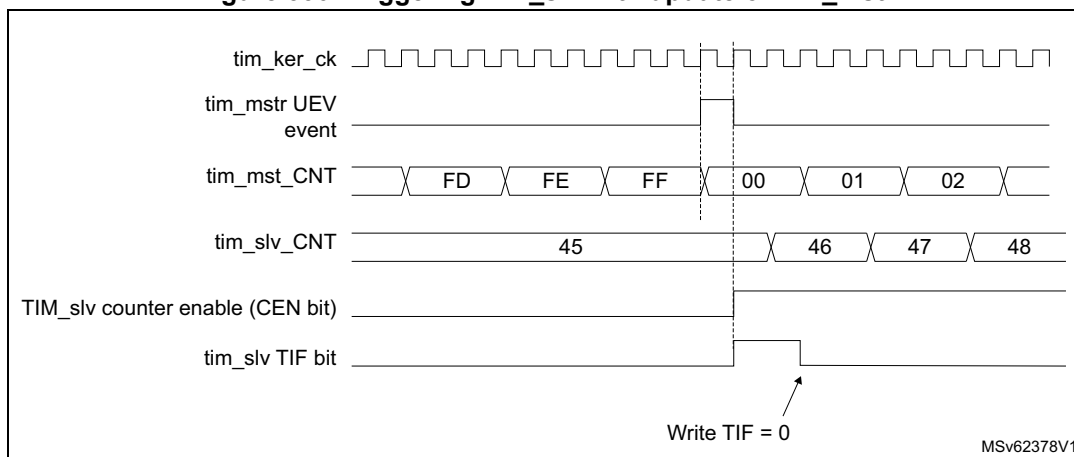 tim_ker_ck
tim_mstr UEV
event
tim_mst_CNT
FD FE FF 00 01 02
tim_slv_CNT
45 46 47 48
TIM_slv counter enable (CEN bit)
tim_slv TIF bit
Write TIF = 0
MSv62378V1